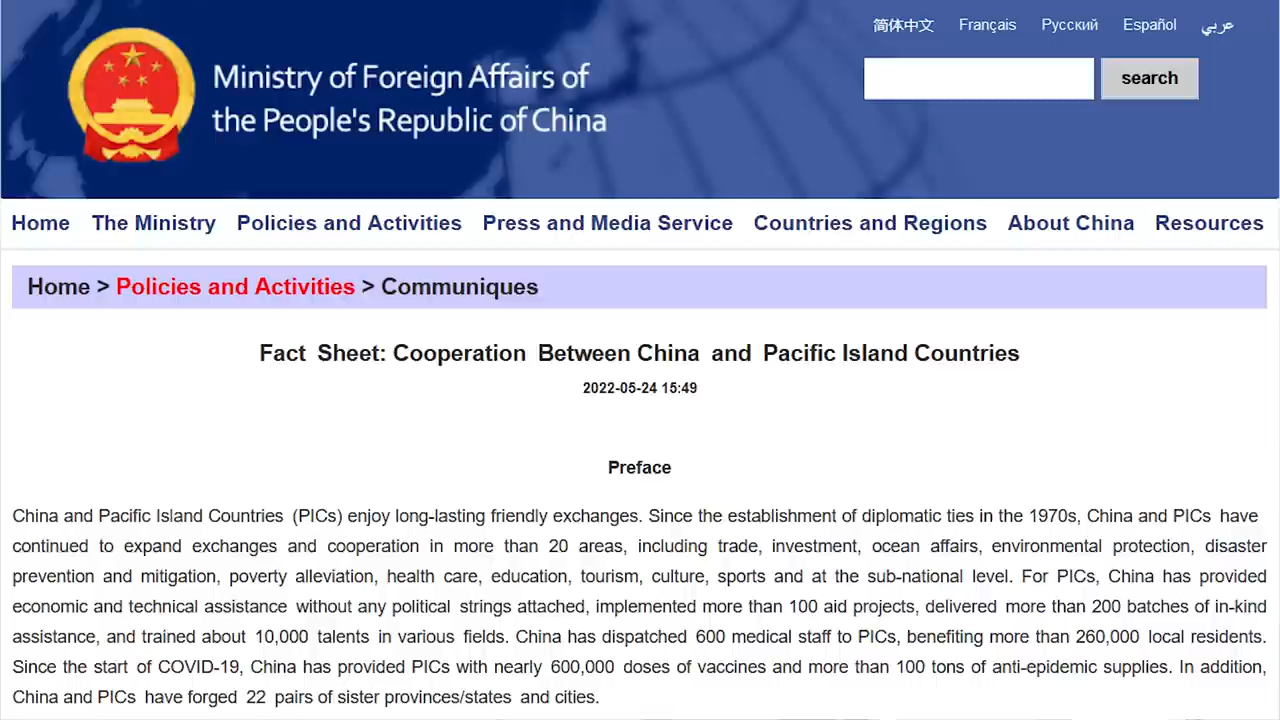 简体中文 Français Русский Español عربي
Ministry of Foreign Affairs of
the People's Republic of China
search
Home The Ministry Policies and Activities Press and Media Service Countries and Regions About China Resources
Home > Policies and Activities > Communiques
Fact Sheet: Cooperation Between China and Pacific Island Countries
2022-05-24 15:49
Preface
China and Pacific Island Countries (PICs) enjoy long-lasting friendly exchanges. Since the establishment of diplomatic ties in the 1970s, China and PICs have
continued to expand exchanges and cooperation in more than 20 areas, including trade, investment, ocean affairs, environmental protection, disaster
prevention and mitigation, poverty alleviation, health care, education, tourism, culture, sports and at the sub-national level. For PICs, China has provided
economic and technical assistance without any political strings attached, implemented more than 100 aid projects, delivered more than 200 batches of in-kind
assistance, and trained about 10,000 talents in various fields. China has dispatched 600 medical staff to PICs, benefiting more than 260,000 local residents.
Since the start of COVID-19, China has provided PICs with nearly 600,000 doses of vaccines and more than 100 tons of anti-epidemic supplies. In addition,
China and PICs have forged 22 pairs of sister provinces/states and cities.